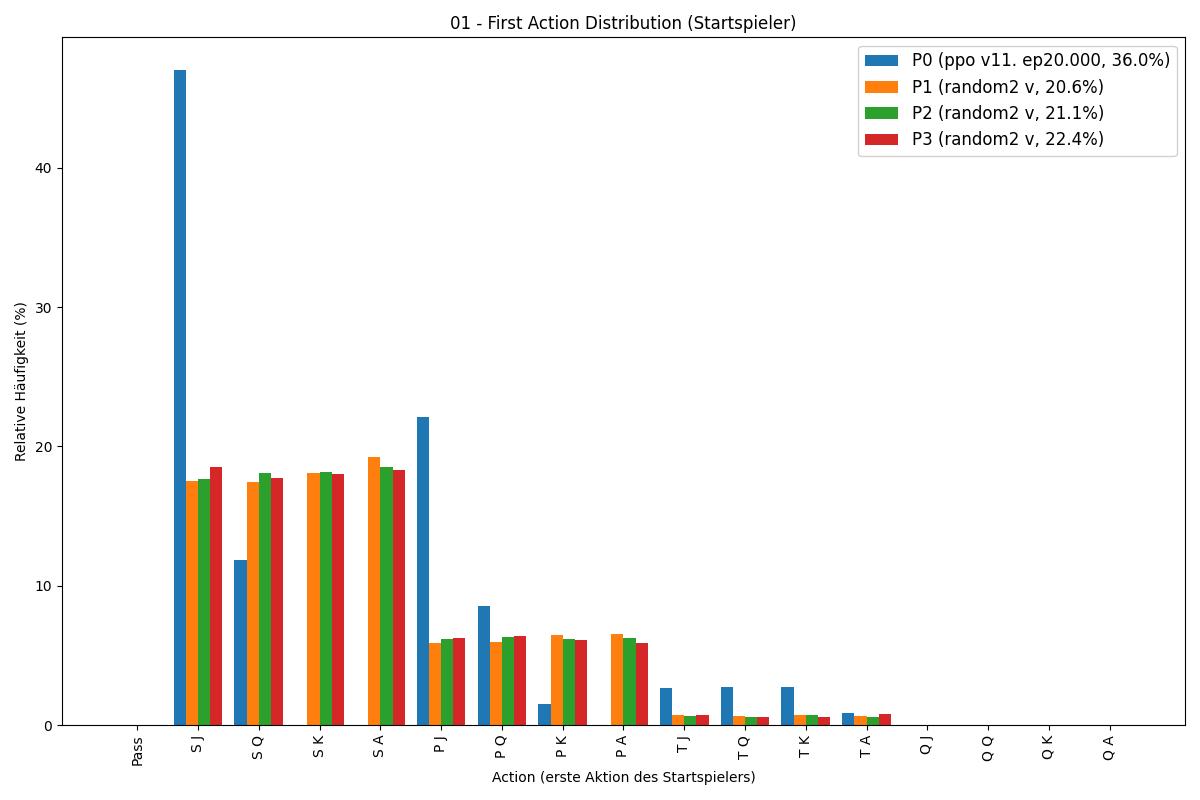 01 - First Action Distribution (Startspieler)
P0 (ppo v11. ep20.000, 36.0%)
P1 (random2 v, 20.6%)
P2 (random2 v, 21.1%)
P3 (random2 v, 22.4%)
Relative Häufigkeit (%)
40
30
20
10
0
Pass
S J
S Q
S K
S A
P J
P Q
P K
P A
T J
T Q
T K
T A
Q J
Q Q
Q K
Q A
Action (erste Aktion des Startspielers)